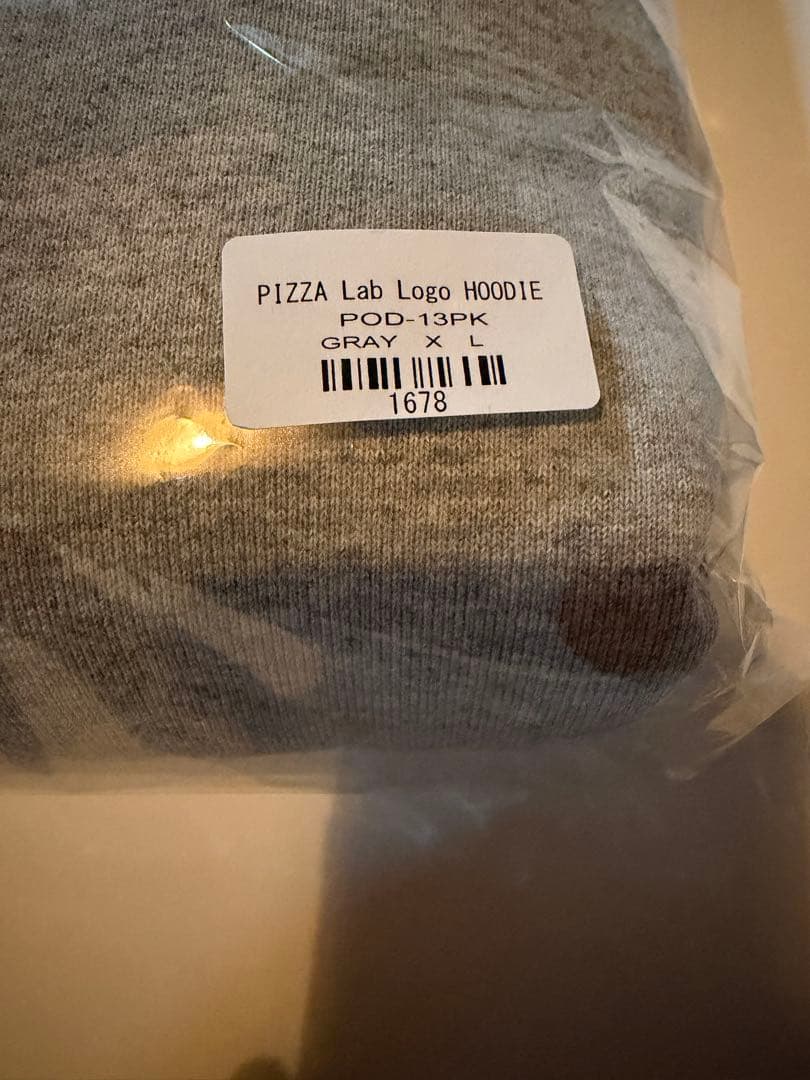 PIZZA Lab Logo HOODIE
POD-13PK
GRAY X L
1678